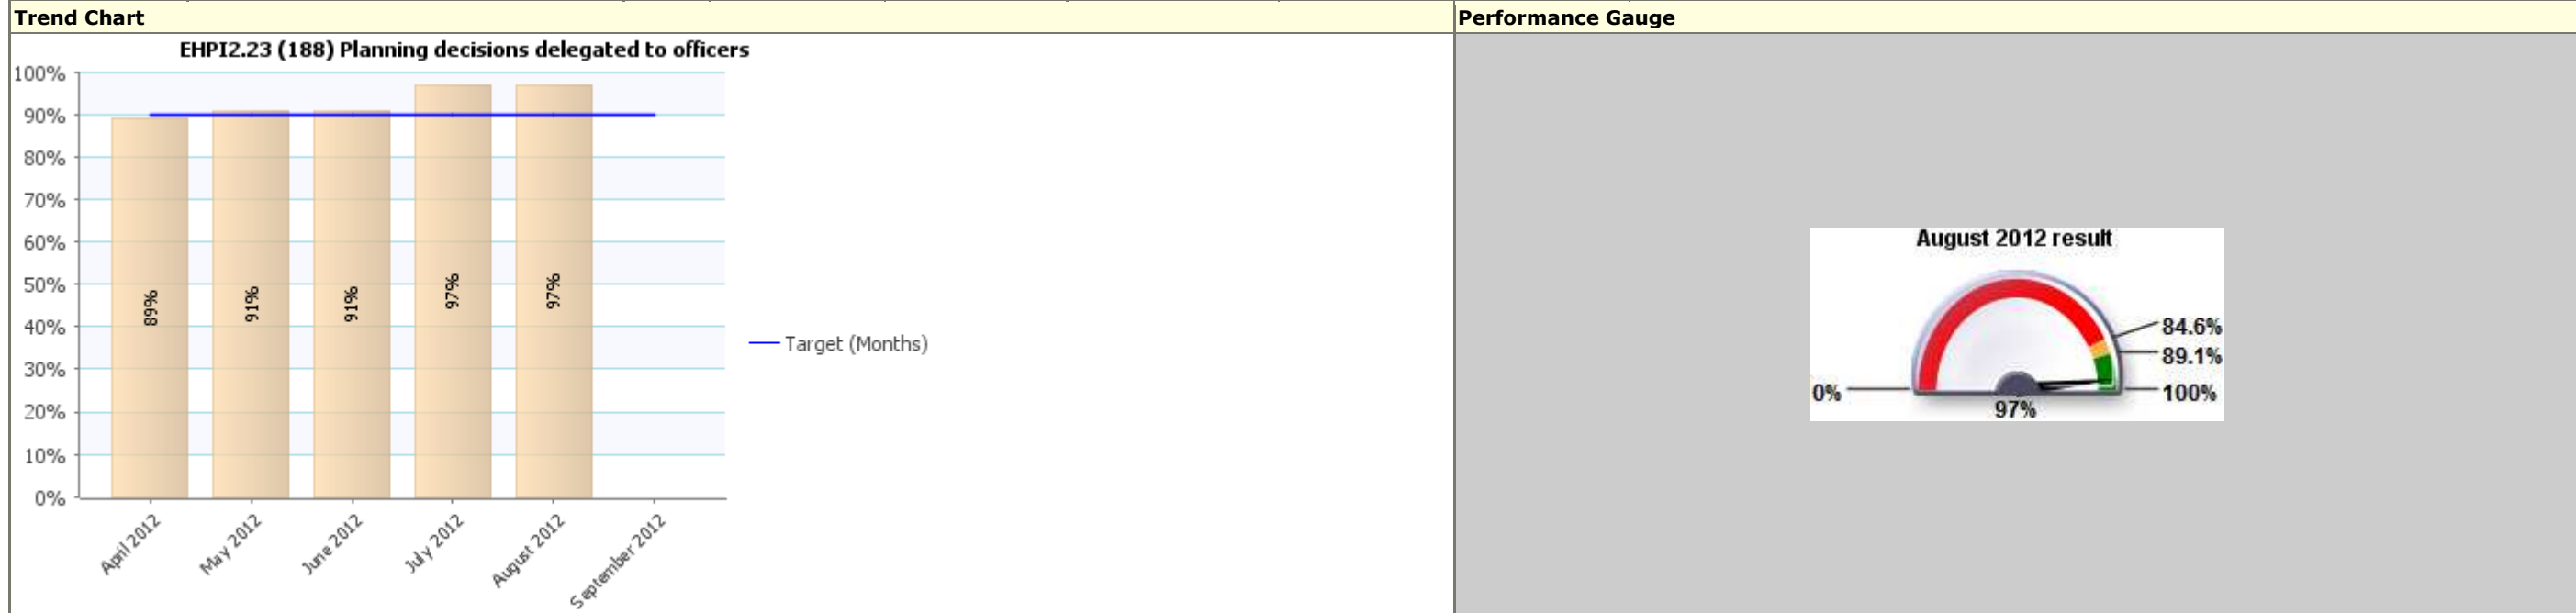 Trend Chart
Performance Gauge
EHPI2.23 (188) Planning decisions delegated to officers
100%
90%
80%
70%
60%
50%
40%
30%
20%
10%
0%
89%
91%
91%
97%
97%
April 2012
May 2012
June 2012
July 2012
August 2012
September 2012
Target (Months)
August 2012 result
84.6%
89.1%
0%
100%
97%